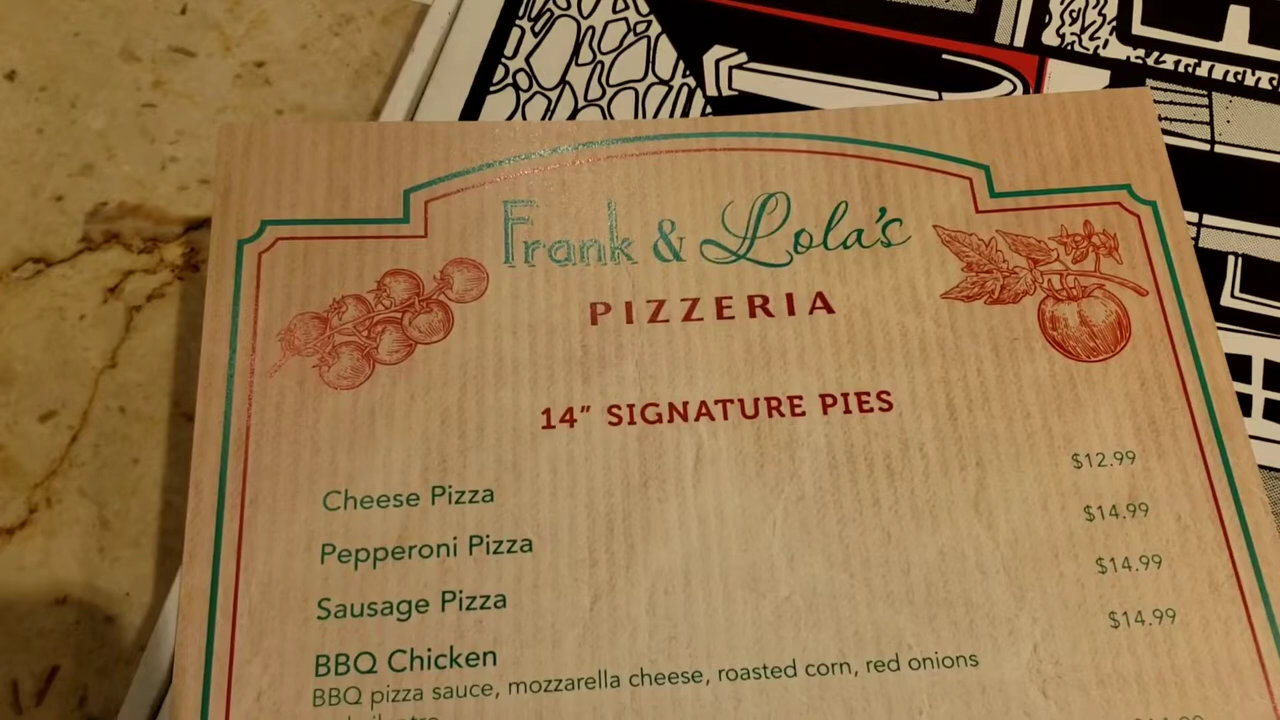 Frank & Lola's
PIZZERIA
14" SIGNATURE PIES
Cheese Pizza $12.99
Pepperoni Pizza $14.99
Sausage Pizza $14.99
BBQ Chicken $14.99
BBQ pizza sauce, mozzarella cheese, roasted corn, red onions